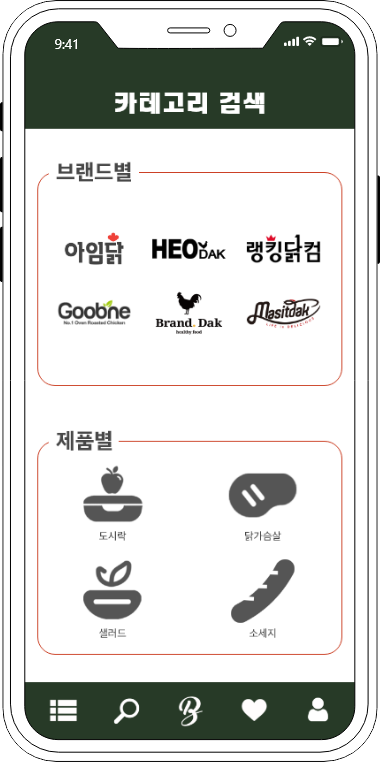 9:41
카테고리 검색
브랜드별
아임닭
HEO DAK
랭킹닭컴
Goobne
No.1 Oven-Roasted Chicken
Brand. Dak
healthy food
Masitdak
LIFE IS DELICIOUS
제품별
도시락
닭가슴살
샐러드
소세지
B